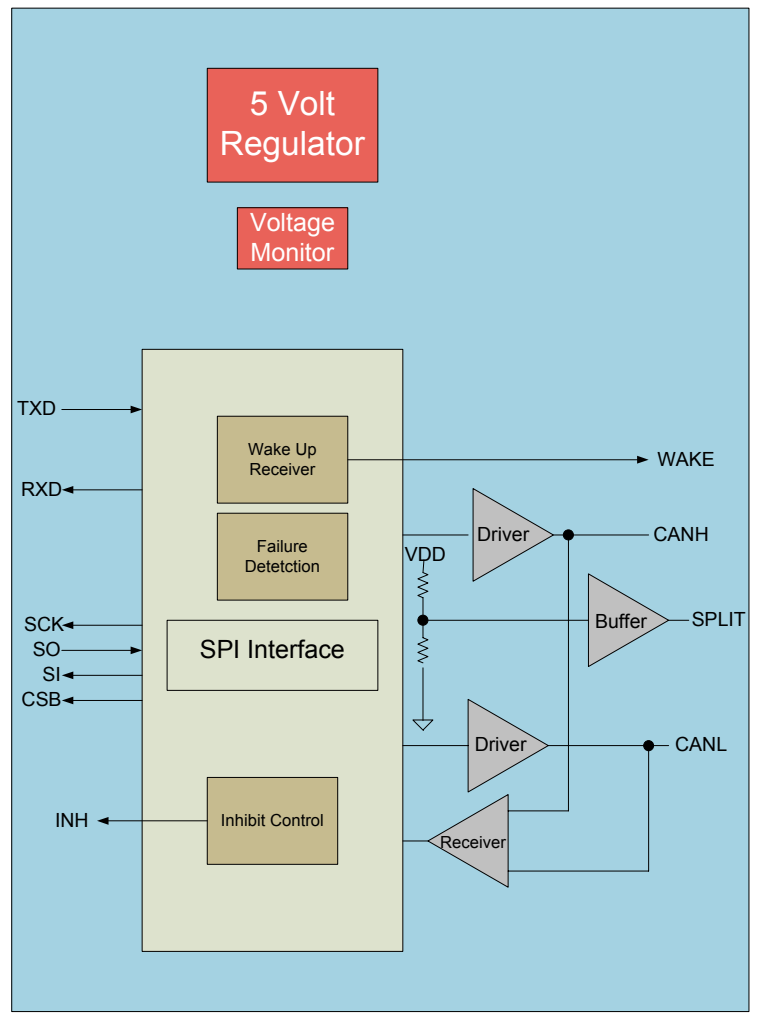 5 Volt
Regulator
Voltage
Monitor
TXD
Wake Up
Receiver
WAKE
RXD
Failure
Detetction
Driver
CANH
VDD
SCK
SO
SI
CSB
SPI Interface
Buffer
SPLIT
Driver
CANL
INH
Inhibit Control
Receiver